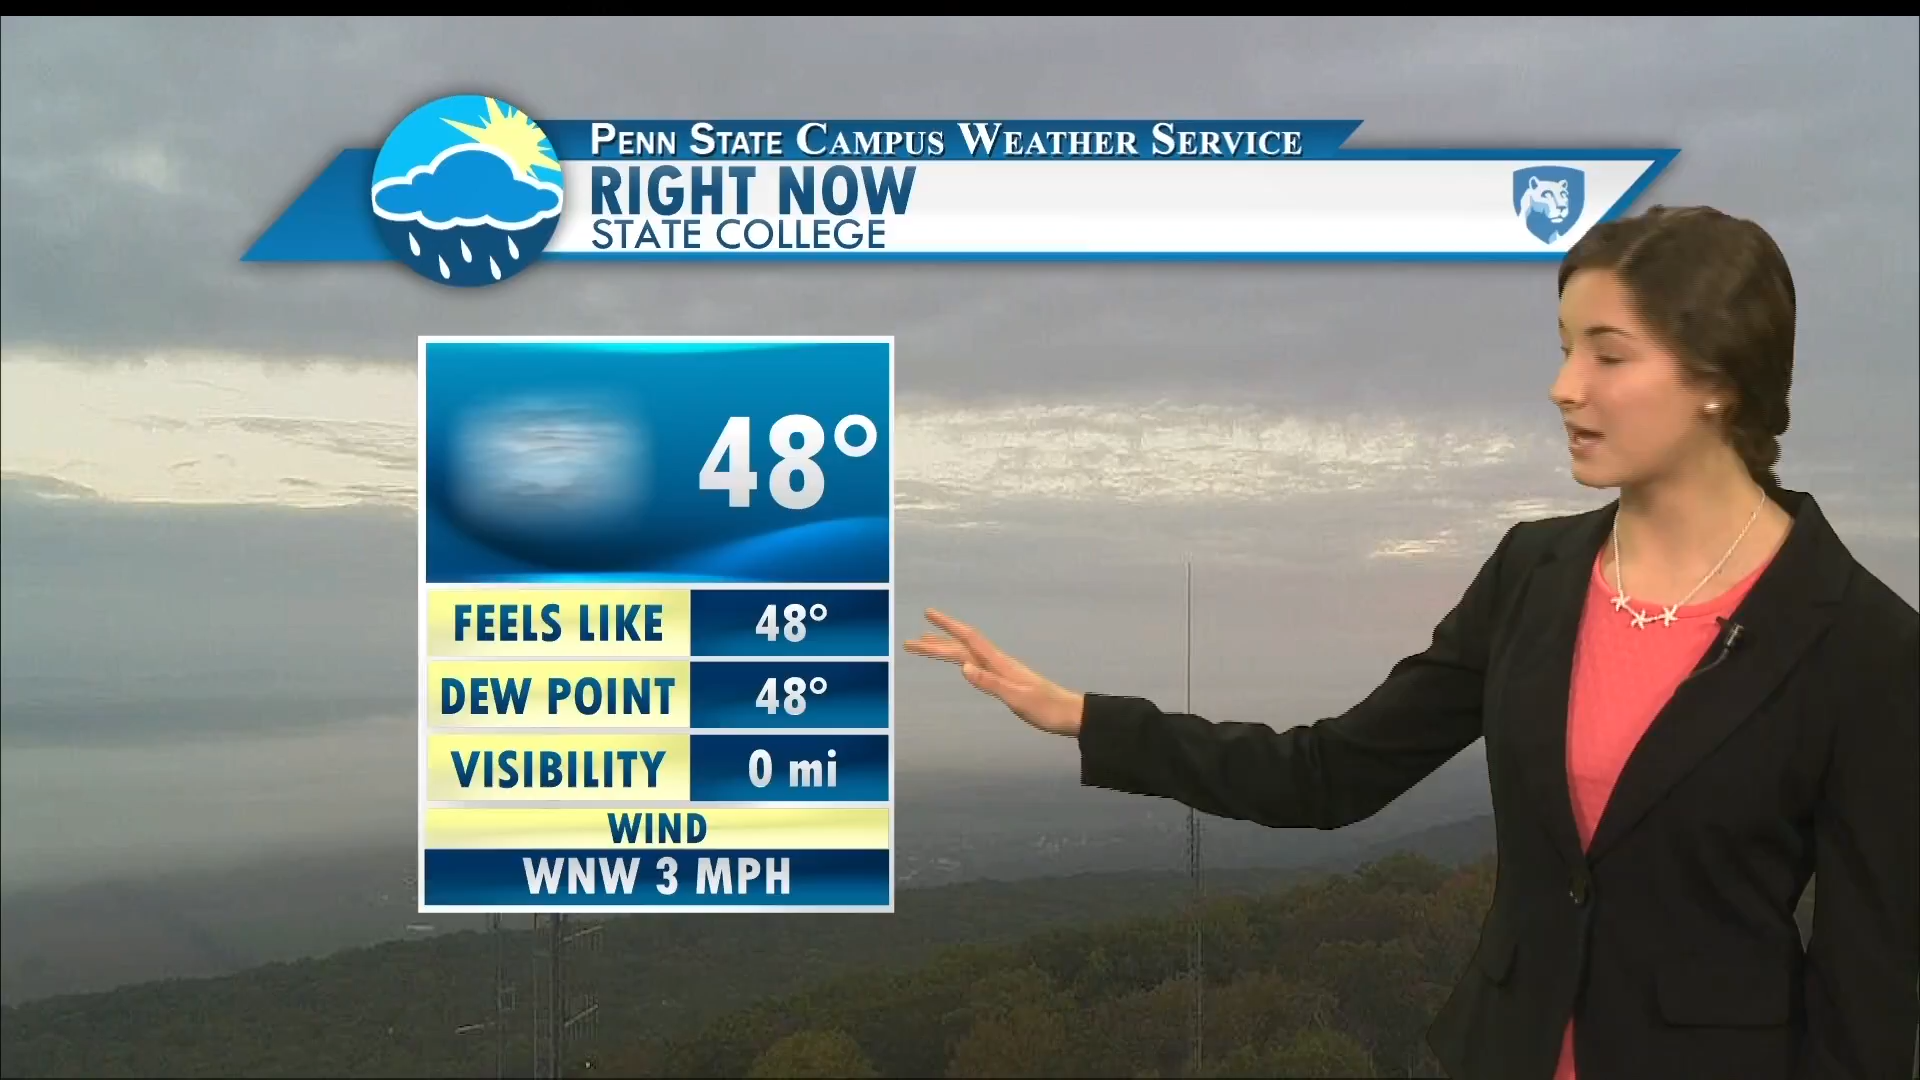 PENN STATE CAMPUS WEATHER SERVICE
RIGHT NOW
STATE COLLEGE
48°
FEELS LIKE 48°
DEW POINT 48°
VISIBILITY 0 mi
WIND
WNW 3 MPH